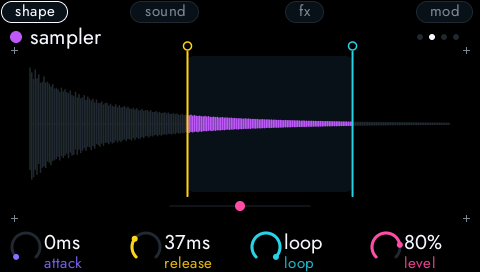 shape sound fx mod
sampler
0ms 37ms loop 80%
attack release loop level